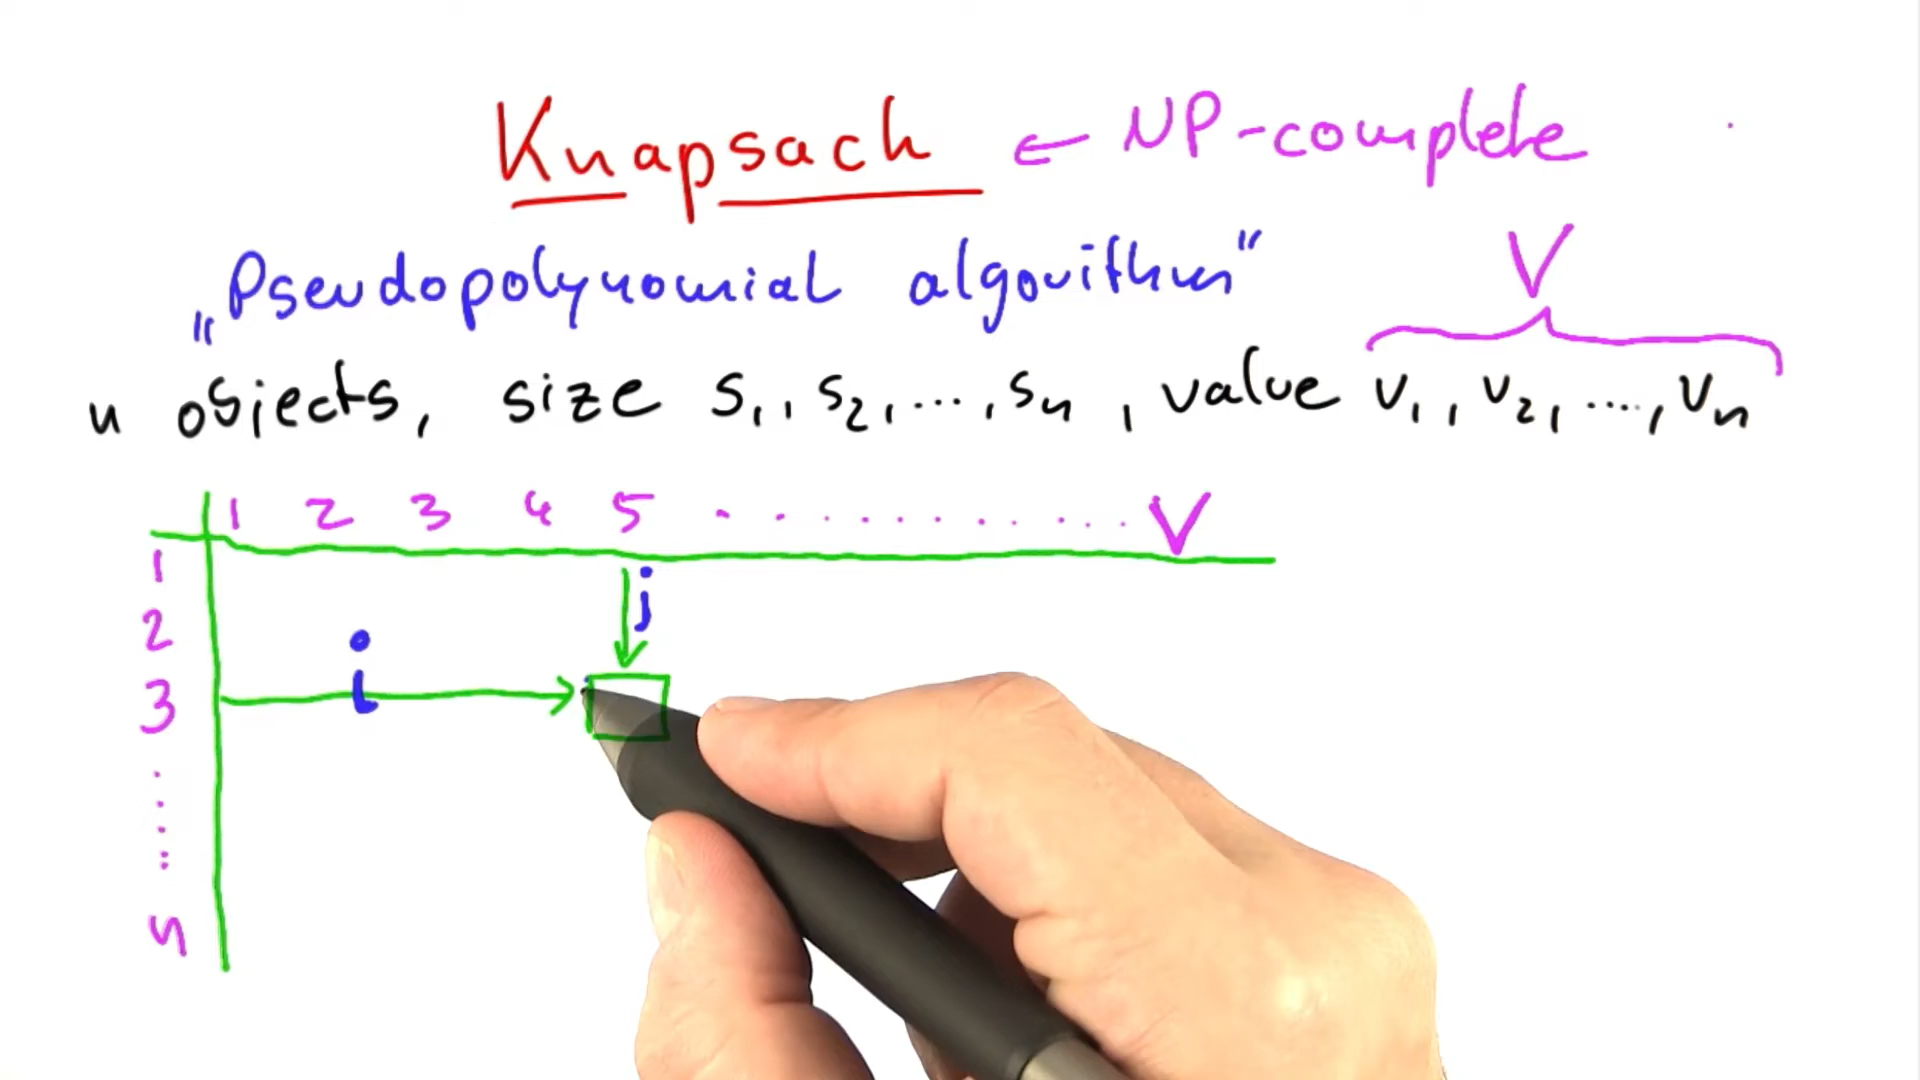 Knapsack ← NP-complete
„Pseudopolynomial algorithm“
V
n objects, size s1, s2, ..., sn, value v1, v2, ..., vn
1 2 3 4 5 ............ V
1
j
2
i
3
n